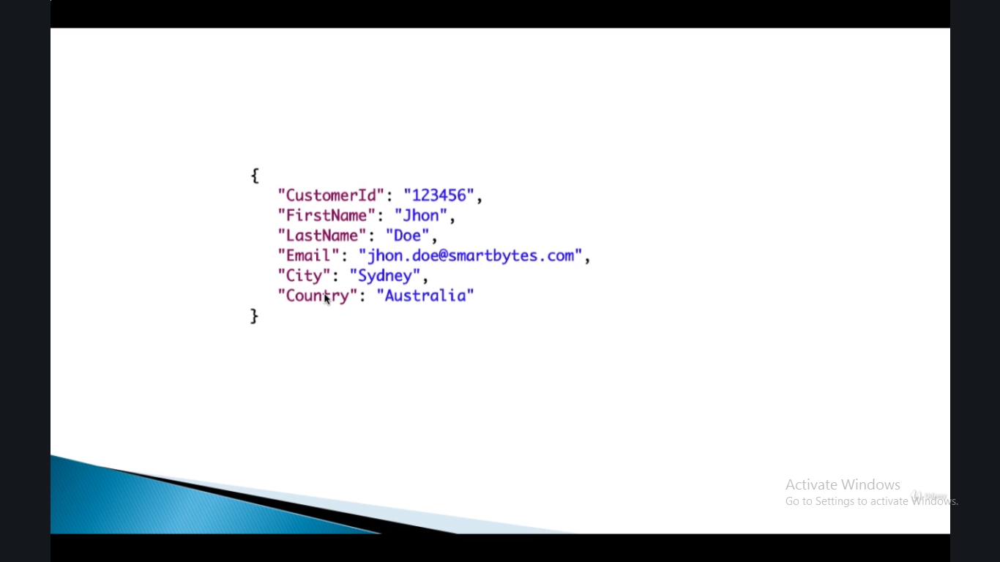 {
"CustomerId": "123456",
"FirstName": "Jhon",
"LastName": "Doe",
"Email": "jhon.doe@smartbytes.com",
"City": "Sydney",
"Country": "Australia"
}
Activate Windows
Go to Settings to activate Windows.